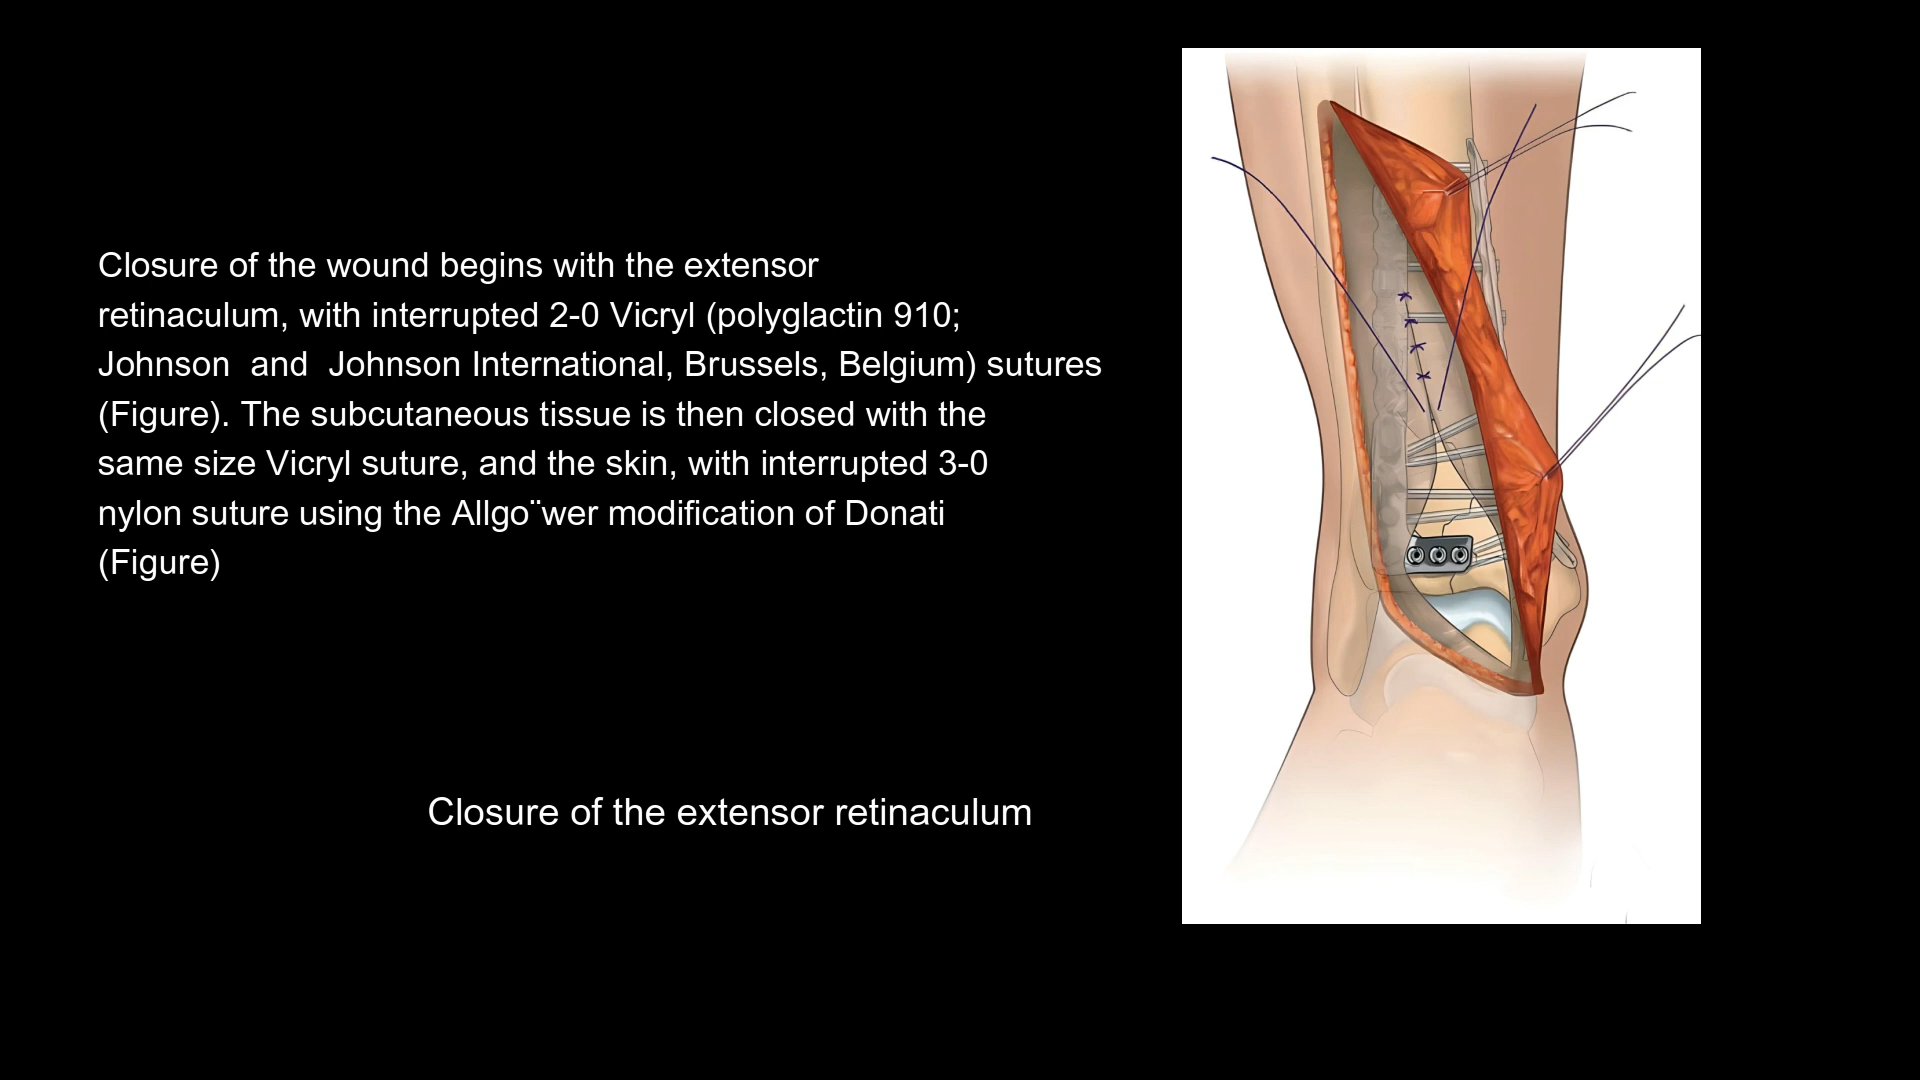 Closure of the wound begins with the extensor
retinaculum, with interrupted 2-0 Vicryl (polyglactin 910;
Johnson  and  Johnson International, Brussels, Belgium) sutures
(Figure). The subcutaneous tissue is then closed with the
same size Vicryl suture, and the skin, with interrupted 3-0
nylon suture using the Allgo¨wer modification of Donati
(Figure)
Closure of the extensor retinaculum